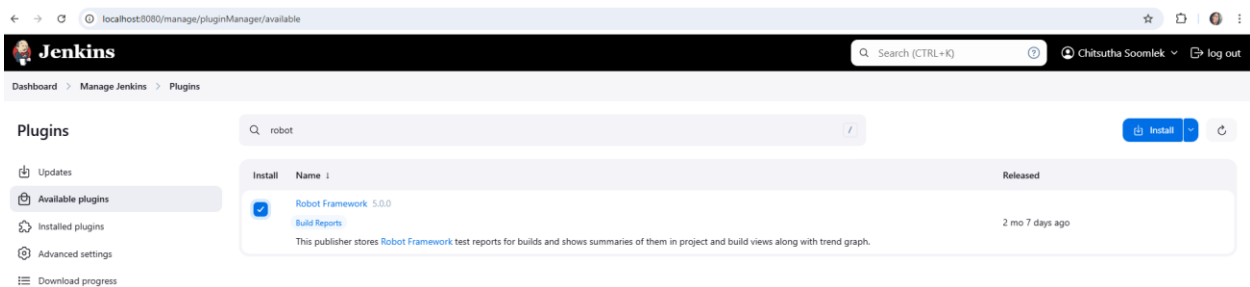 localhost:8080/manage/pluginManager/available
Jenkins
Search (CTRL+K)
?
Chitsutha Soomlek
log out
Dashboard > Manage Jenkins > Plugins
Plugins
robot
/
Install
Updates
Available plugins
Installed plugins
Advanced settings
Download progress
Install Name ↓ Released
Robot Framework 5.0.0
Build Reports
This publisher stores Robot Framework test reports for builds and shows summaries of them in project and build views along with trend graph.
2 mo 7 days ago